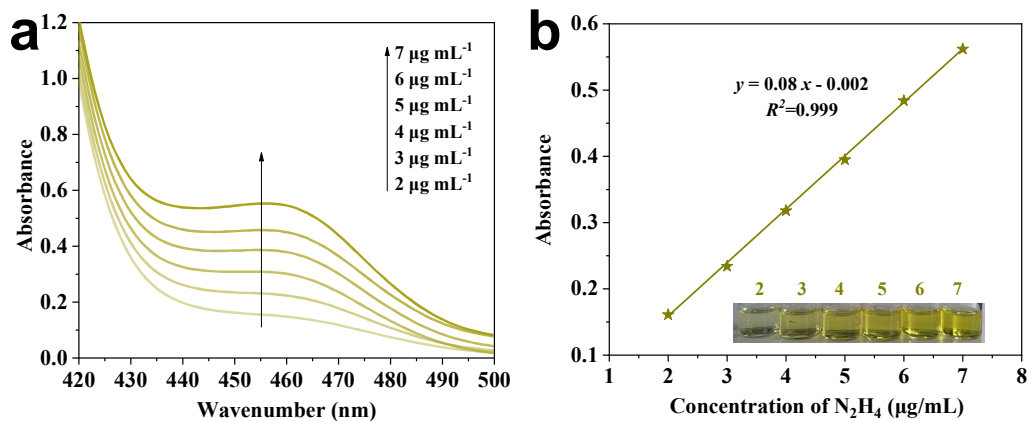 a
1.2
1.0
0.8
0.6
0.4
0.2
0.0
Absorbance
7 μg mL-1
6 μg mL-1
5 μg mL-1
4 μg mL-1
3 μg mL-1
2 μg mL-1
420 430 440 450 460 470 480 490 500
Wavenumber (nm)
b
0.6
0.5
0.4
0.3
0.2
0.1
Absorbance
y = 0.08 x - 0.002
R2=0.999
2 3 4 5 6 7
1 2 3 4 5 6 7 8
Concentration of N2H4 (μg/mL)